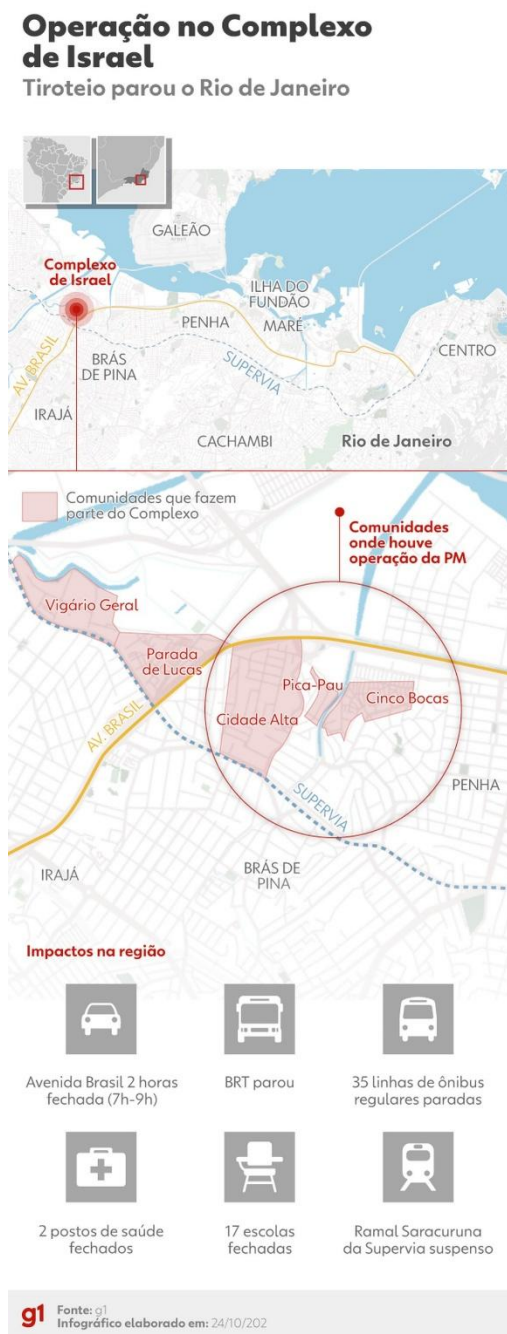 Operação no Complexo
de Israel
Tiroteio parou o Rio de Janeiro
GALEÃO
Complexo
de Israel
ILHA DO
FUNDÃO
PENHA
MARÉ
CENTRO
AV. BRASIL
BRÁS
DE PINA
SUPERVIA
IRAJÁ
CACHAMBI
Rio de Janeiro
Comunidades que fazem
parte do Complexo
Comunidades
onde houve
operação da PM
Vigário Geral
Parada
de Lucas
Pica-Pau
Cinco Bocas
Cidade Alta
AV. BRASIL
SUPERVIA
PENHA
IRAJÁ
BRÁS DE
PINA
Impactos na região
Avenida Brasil 2 horas
fechada (7h-9h)
BRT parou
35 linhas de ônibus
regulares paradas
2 postos de saúde
fechados
17 escolas
fechadas
Ramal Saracuruna
da Supervia suspenso
g1
Fonte: g1
Infográfico elaborado em: 24/10/202